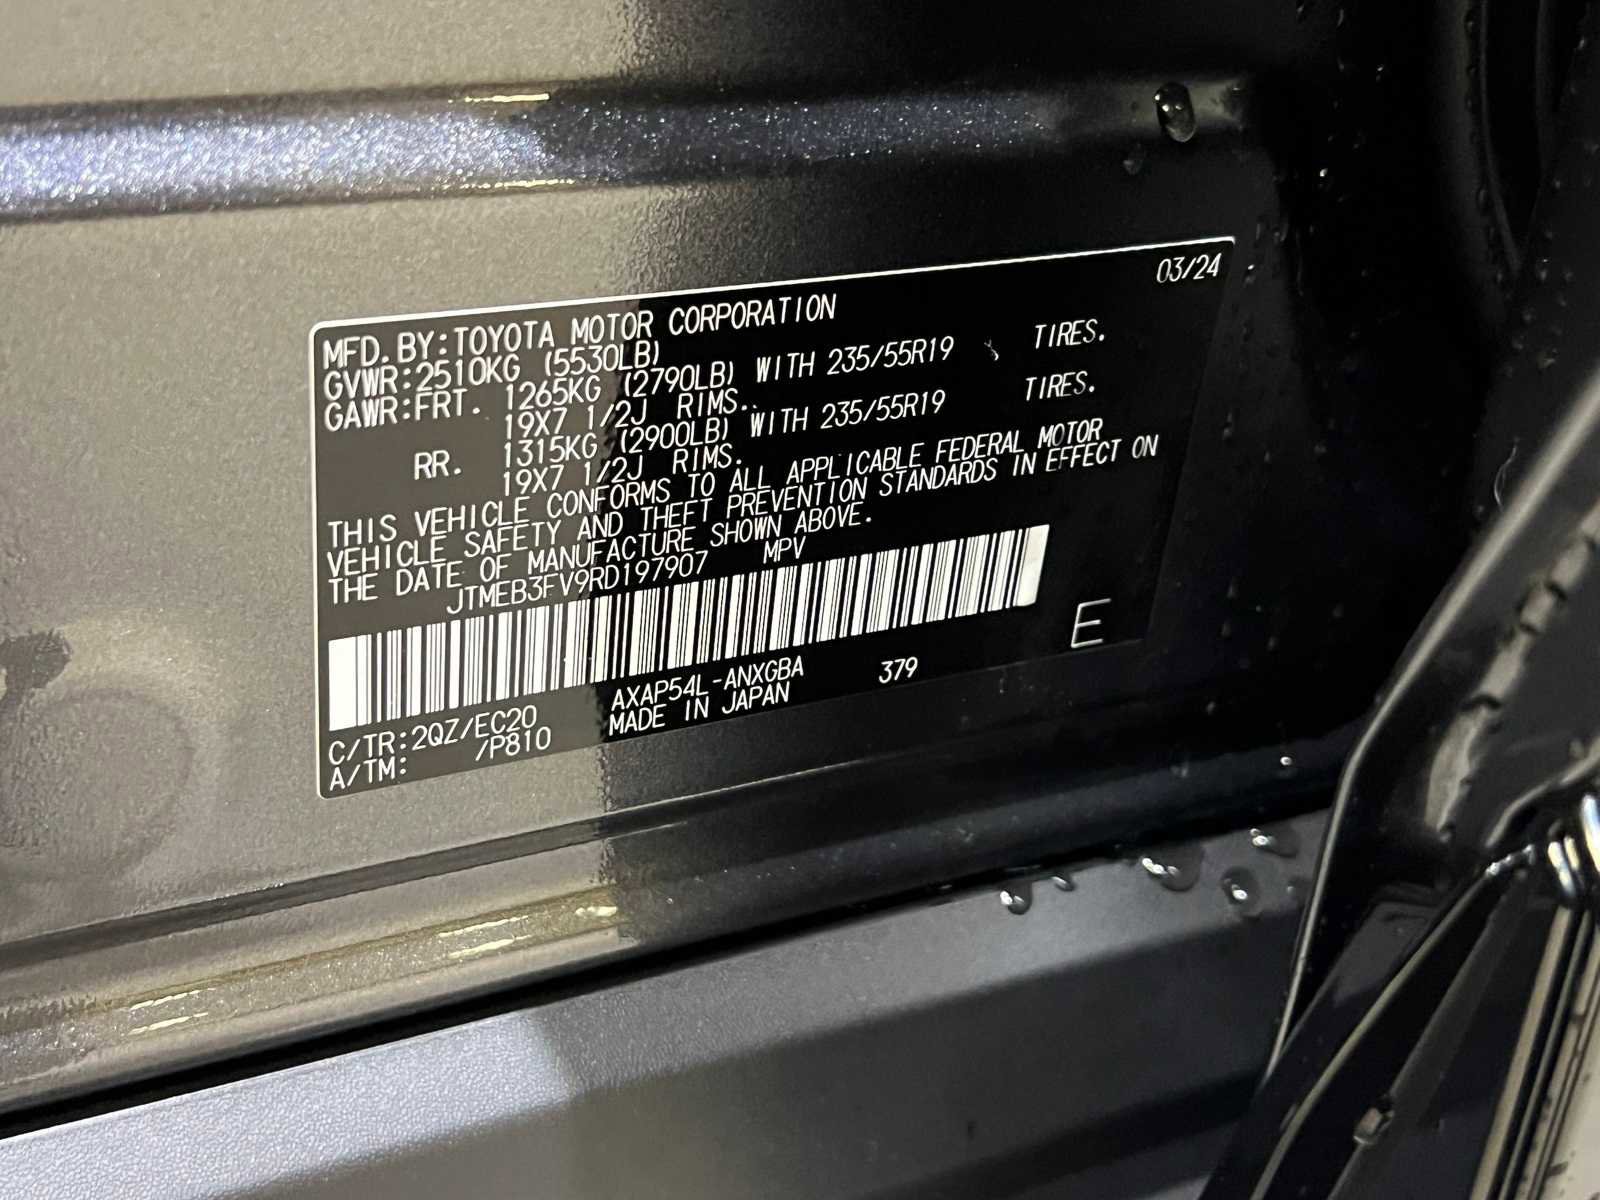 03/24
MFD. BY:TOYOTA MOTOR CORPORATION
GVWR:2510KG (5530LB)
GAWR:FRT. 1265KG (2790LB) WITH 235/55R19 TIRES.
19X7 1/2J RIMS.
RR. 1315KG (2900LB) WITH 235/55R19 TIRES.
19X7 1/2J RIMS.
THIS VEHICLE CONFORMS TO ALL APPLICABLE FEDERAL MOTOR
VEHICLE SAFETY AND THEFT PREVENTION STANDARDS IN EFFECT ON
THE DATE OF MANUFACTURE SHOWN ABOVE.
JTMEB3FV9RD197907 MPV
E
C/TR:2QZ/EC20 AXAP54L-ANXGBA 379
A/TM: /P810 MADE IN JAPAN